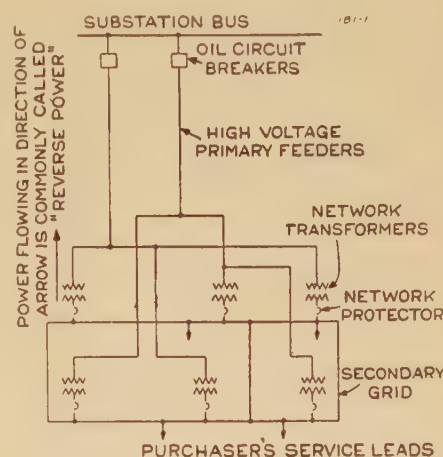 SUBSTATION BUS
181-1
OIL CIRCUIT
BREAKERS
HIGH VOLTAGE
PRIMARY FEEDERS
POWER FLOWING IN DIRECTION OF
ARROW IS COMMONLY CALLED
"REVERSE POWER"
NETWORK
TRANSFORMERS
NETWORK
PROTECTOR
SECONDARY
GRID
PURCHASER'S SERVICE LEADS